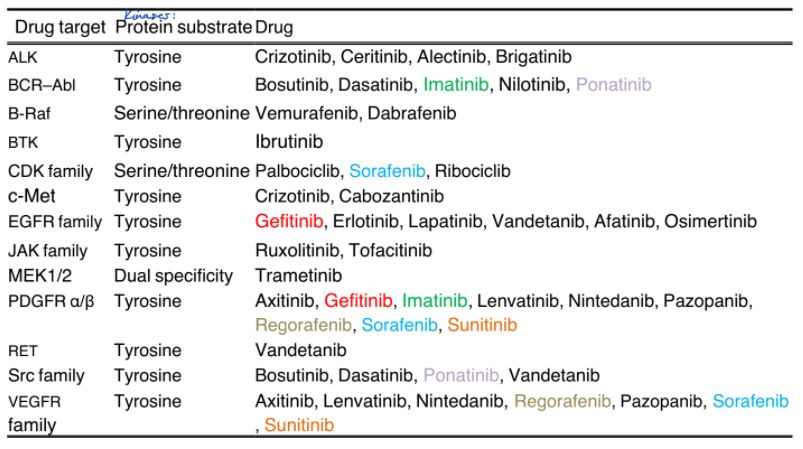 Kinases:
Drug target Protein substrate Drug
ALK Tyrosine Crizotinib, Ceritinib, Alectinib, Brigatinib
BCR–Abl Tyrosine Bosutinib, Dasatinib, Imatinib, Nilotinib, Ponatinib
B-Raf Serine/threonine Vemurafenib, Dabrafenib
BTK Tyrosine Ibrutinib
CDK family Serine/threonine Palbociclib, Sorafenib, Ribociclib
c-Met Tyrosine Crizotinib, Cabozantinib
EGFR family Tyrosine Gefitinib, Erlotinib, Lapatinib, Vandetanib, Afatinib, Osimertinib
JAK family Tyrosine Ruxolitinib, Tofacitinib
MEK1/2 Dual specificity Trametinib
PDGFR α/β Tyrosine Axitinib, Gefitinib, Imatinib, Lenvatinib, Nintedanib, Pazopanib,
Regorafenib, Sorafenib, Sunitinib
RET Tyrosine Vandetanib
Src family Tyrosine Bosutinib, Dasatinib, Ponatinib, Vandetanib
VEGFR Tyrosine Axitinib, Lenvatinib, Nintedanib, Regorafenib, Pazopanib, Sorafenib
family , Sunitinib